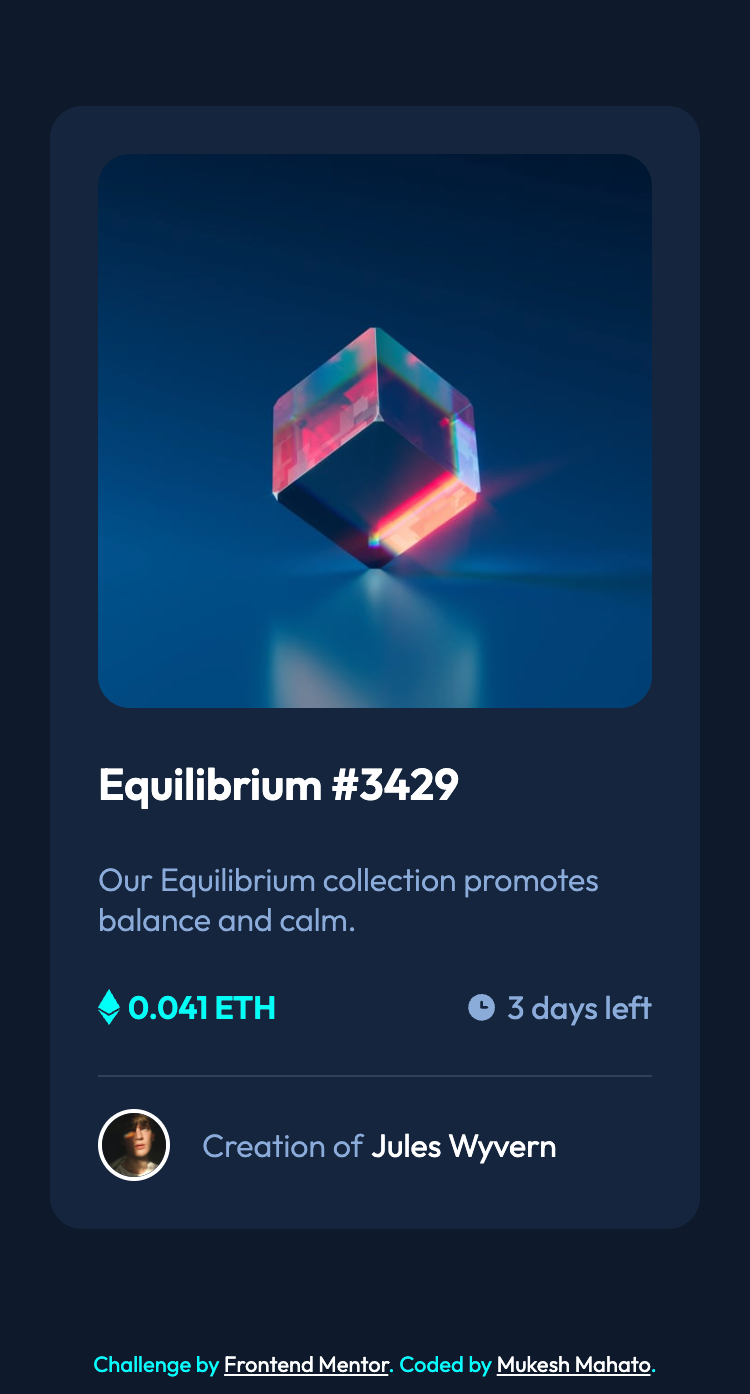 Equilibrium #3429
Our Equilibrium collection promotes
balance and calm.
0.041 ETH
3 days left
Creation of Jules Wyvern
Challenge by Frontend Mentor. Coded by Mukesh Mahato.